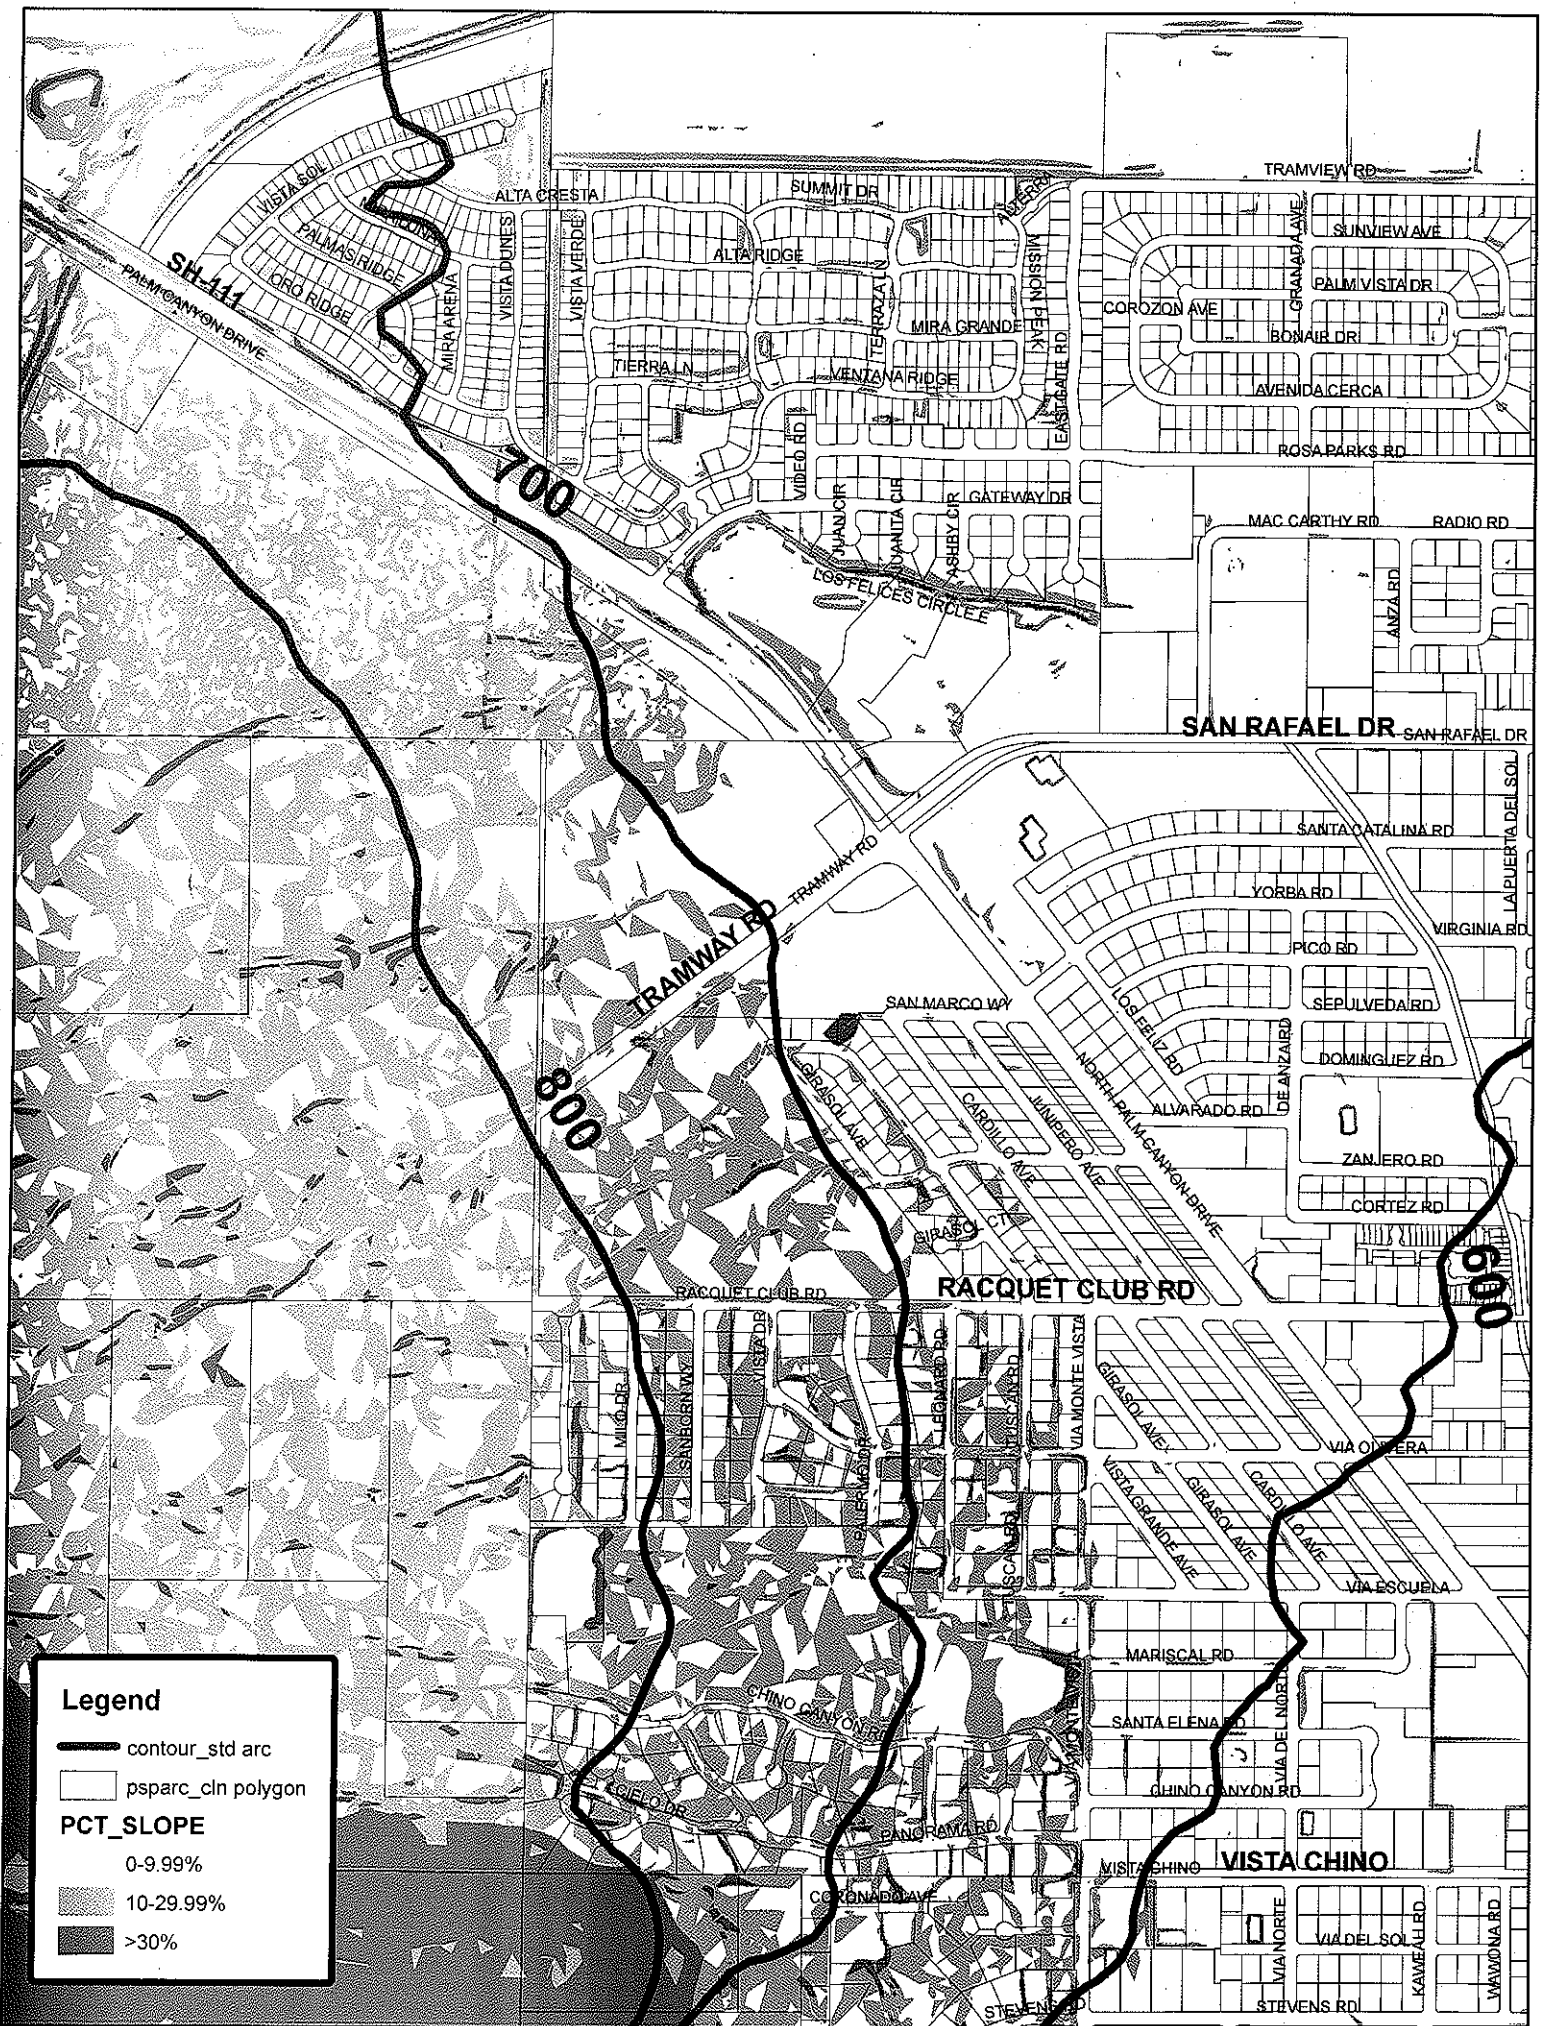 TRAMVIEW RD
VISTA SOL
ALTA CRESTA
SUMMIT DR
ALTERRA
SUNVIEW AVE
GRANADA AVE
PALMAS RIDGE
VISTA DUNES
VISTA VERDE
ALTA RIDGE
TERRAZA LN
MISSION PEAK
SH-111
PALM CANYON DRIVE
ORO RIDGE
MIRA ARENA
PALM VISTA DR
COROZON AVE
MIRA GRANDE
BONAIR DR
TIERRA LN
VENTANA RIDGE
EASTGATE RD
AVENIDA CERCA
VIDEO RD
ROSA PARKS RD
700
JUAN CIR
JUANITA CIR
ASHBY CIR
GATEWAY DR
MAC CARTHY RD
RADIO RD
LOS FELICES CIRCLE E
ANZA RD
SAN RAFAEL DR
SAN RAFAEL DR
LA PUERTA DEL SOL
SANTA CATALINA RD
TRAMWAY RD
TRAMWAY RD
YORBA RD
VIRGINIA RD
PICO RD
SAN MARCO WY
LOS FELIZ RD
SEPULVEDA RD
DE ANZA RD
DOMINGUEZ RD
800
GIRASOL AVE
CARDILLO AVE
JUNIPERO AVE
NORTH PALM CANYON DRIVE
ALVARADO RD
ZANJERO RD
CORTEZ RD
GIRASOL CT
600
RACQUET CLUB RD
RACQUET CLUB RD
MILO DR
SANBORN WY
VISTA DR
PALERMO DR
LEONARD RD
TUSCAN RD
VIA MONTE VISTA
GIRASOL AVE
VIA OLIVERA
VISTA GRANDE AVE
GIRASOL AVE
CARDILLO AVE
TUSCAN RD
VIA ESCUELA
MARISCAL RD
CHINO CANYON RD
VIA MONTE VISTA
SANTA ELENA RD
VIA DEL NORTE
CIELO DR
CHINO CANYON RD
PANORAMA RD
VISTA CHINO
VISTA CHINO
CORONADO AVE
VIA NORTE
VIA DEL SOL
KAWEAH RD
WAWONA RD
STEVENS RD
STEVENS RD
Legend
contour_std arc
psparc_cln polygon
PCT_SLOPE
0-9.99%
10-29.99%
>30%